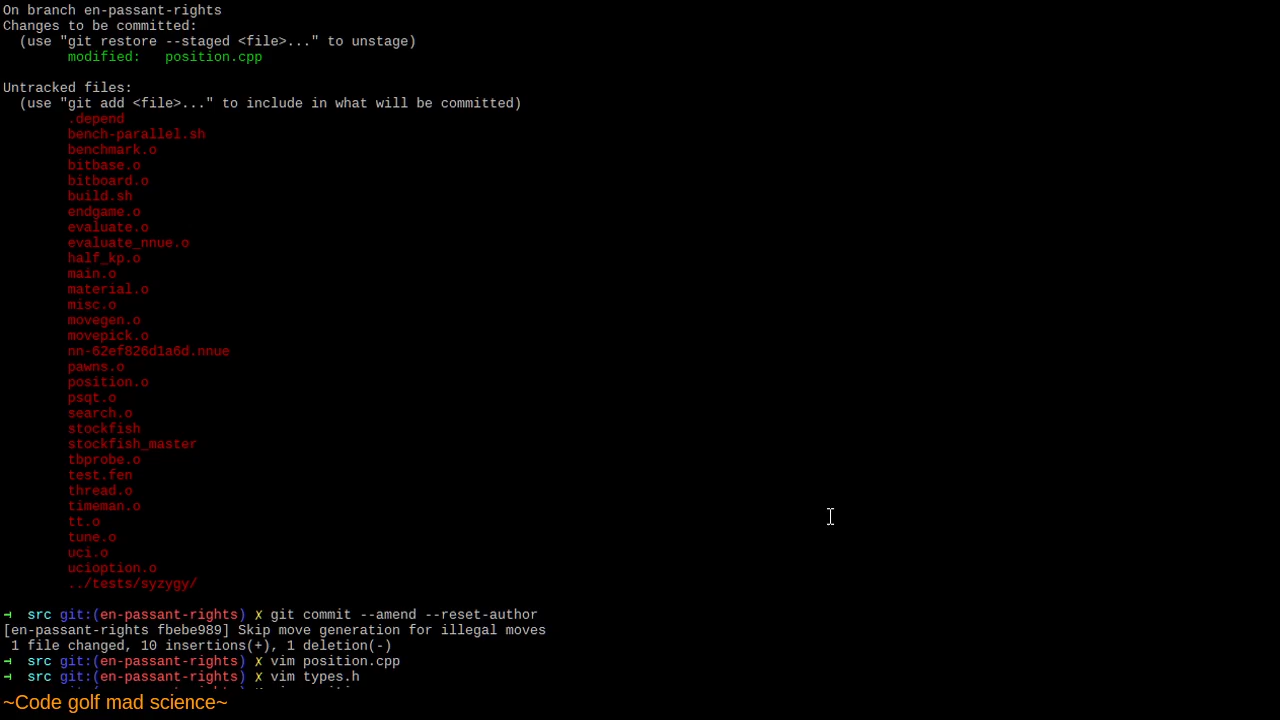 On branch en-passant-rights
Changes to be committed:
  (use "git restore --staged <file>..." to unstage)
        modified:   position.cpp

Untracked files:
  (use "git add <file>..." to include in what will be committed)
        .depend
        bench-parallel.sh
        benchmark.o
        bitbase.o
        bitboard.o
        build.sh
        endgame.o
        evaluate.o
        evaluate_nnue.o
        half_kp.o
        main.o
        material.o
        misc.o
        movegen.o
        movepick.o
        nn-62ef826d1a6d.nnue
        pawns.o
        position.o
        psqt.o
        search.o
        stockfish
        stockfish_master
        tbprobe.o
        test.fen
        thread.o
        timeman.o
        tt.o
        tune.o
        uci.o
        ucioption.o
        ../tests/syzygy/

→  src git:(en-passant-rights) ✗ git commit --amend --reset-author
[en-passant-rights fbebe989] Skip move generation for illegal moves
 1 file changed, 10 insertions(+), 1 deletion(-)
→  src git:(en-passant-rights) ✗ vim position.cpp
→  src git:(en-passant-rights) ✗ vim types.h
~Code golf mad science~